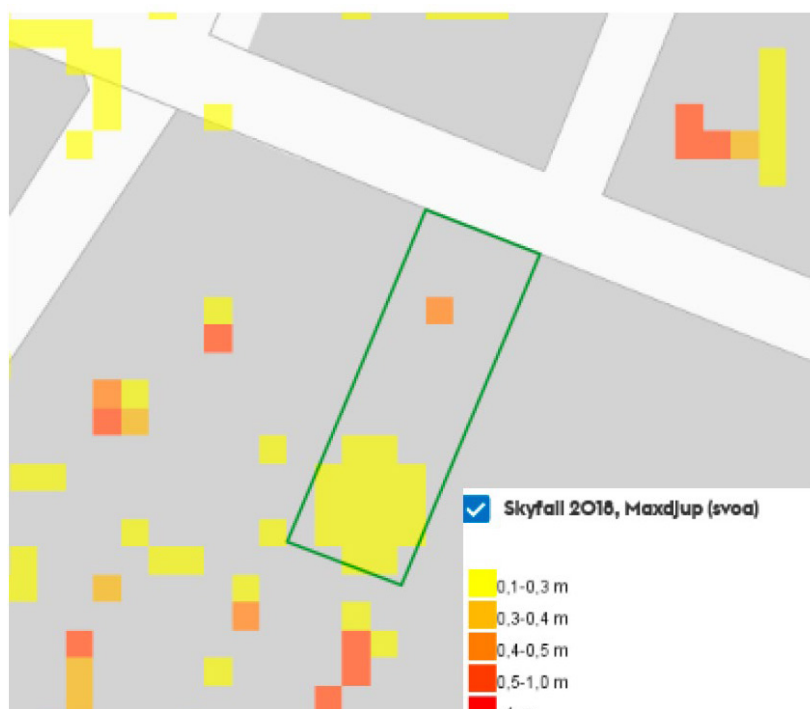 Skyfall 2018, Maxdjup (svoa)
0,1-0,3 m
0,3-0,4 m
0,4-0,5 m
0,5-1,0 m